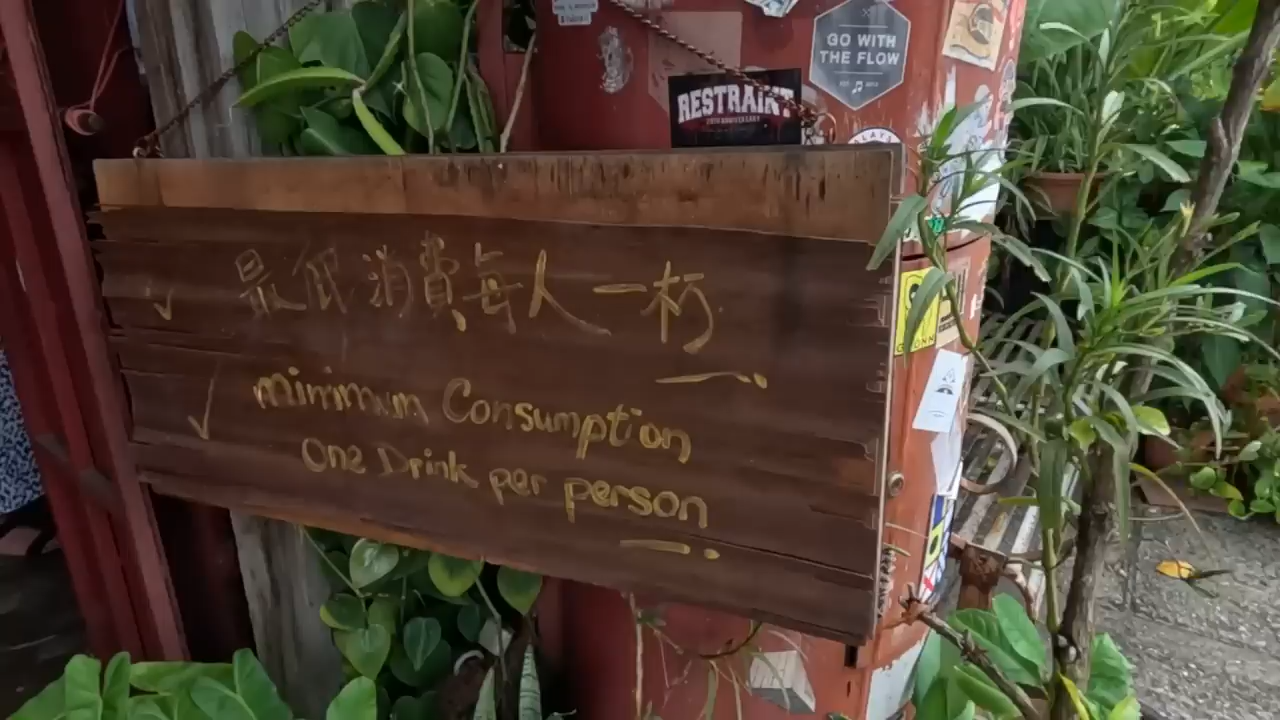 GO WITH
THE FLOW
RESTRAINT
最低消費每人一杯
Minimum Consumption
One Drink per person